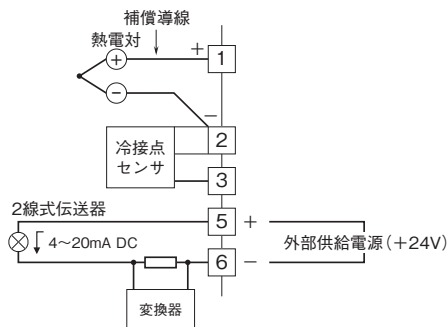 補償導線
熱電対
+
+
1
−
−
2
冷接点
センサ
3
2線式伝送器
5
+
4〜20mA DC
外部供給電源(+24V)
6
−
変換器